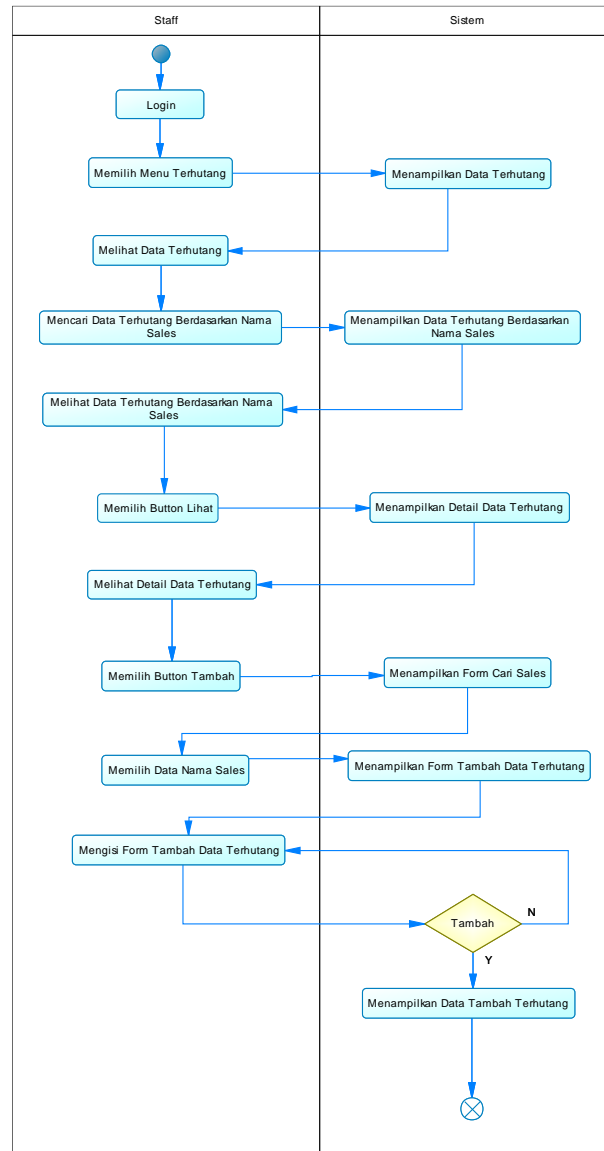 Staff
Sistem
Login
Memilih Menu Terhutang
Menampilkan Data Terhutang
Melihat Data Terhutang
Mencari Data Terhutang Berdasarkan Nama
Sales
Menampilkan Data Terhutang Berdasarkan
Nama Sales
Melihat Data Terhutang Berdasarkan Nama
Sales
Memilih Button Lihat
Menampilkan Detail Data Terhutang
Melihat Detail Data Terhutang
Memilih Button Tambah
Menampilkan Form Cari Sales
Memilih Data Nama Sales
Menampilkan Form Tambah Data Terhutang
Mengisi Form Tambah Data Terhutang
Tambah
N
Y
Menampilkan Data Tambah Terhutang